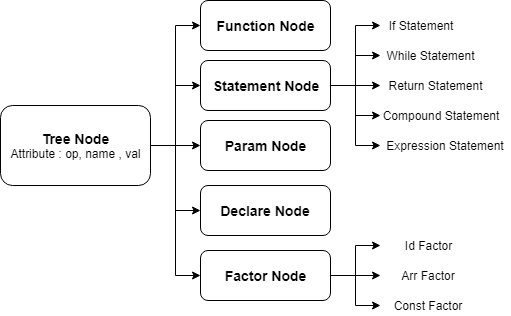 Tree Node
Attribute : op, name , val
Function Node
Statement Node
Param Node
Declare Node
Factor Node
If Statement
While Statement
Return Statement
Compound Statement
Expression Statement
Id Factor
Arr Factor
Const Factor